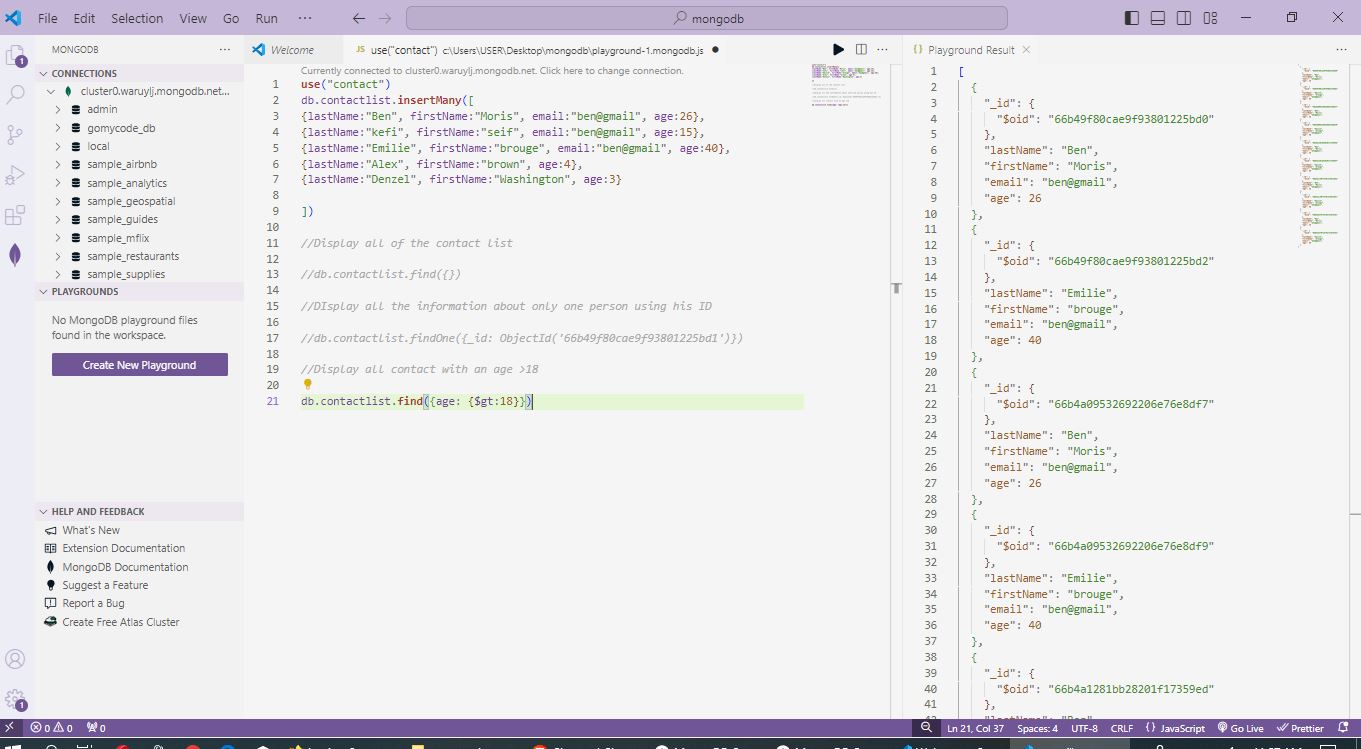 File Edit Selection View Go Run ··· mongodb
MONGODB ···
CONNECTIONS
cluster0.waruylj.mongodb.net...
admin
gomycode_db
local
sample_airbnb
sample_analytics
sample_geospatial
sample_guides
sample_mflix
sample_restaurants
sample_supplies
PLAYGROUNDS
No MongoDB playground files
found in the workspace.
Create New Playground
HELP AND FEEDBACK
What's New
Extension Documentation
MongoDB Documentation
Suggest a Feature
Report a Bug
Create Free Atlas Cluster
1
1
Welcome
JS use("contact") c:\Users\USER\Desktop\mongodb\playground-1.mongodb.js
Currently connected to cluster0.waruylj.mongodb.net. Click here to change connection.
1 use("contact")
2 db.contactlist.insertMany([
3 {lastName:"Ben", firstName:"Moris", email:"ben@gmail", age:26},
4 {lastName:"kefi", firstName:"seif", email:"ben@gmail", age:15},
5 {lastName:"Emilie", firstName:"brouge", email:"ben@gmail", age:40},
6 {lastName:"Alex", firstName:"brown", age:4},
7 {lastName:"Denzel", firstName:"Washington", age:3}
8
9 ])
10
11 //Display all of the contact list
12
13 //db.contactlist.find({})
14
15 //DIsplay all the information about only one person using his ID
16
17 //db.contactlist.findOne({_id: ObjectId('66b49f80cae9f93801225bd1')})
18
19 //Display all contact with an age >18
20
21 db.contactlist.find({age: {$gt:18}})
{} Playground Result
1 [
2 {
3 "_id": {
4 "$oid": "66b49f80cae9f93801225bd0"
5 },
6 "lastName": "Ben",
7 "firstName": "Moris",
8 "email": "ben@gmail",
9 "age": 26
10 },
11 {
12 "_id": {
13 "$oid": "66b49f80cae9f93801225bd2"
14 },
15 "lastName": "Emilie",
16 "firstName": "brouge",
17 "email": "ben@gmail",
18 "age": 40
19 },
20 {
21 "_id": {
22 "$oid": "66b4a09532692206e76e8df7"
23 },
24 "lastName": "Ben",
25 "firstName": "Moris",
26 "email": "ben@gmail",
27 "age": 26
28 },
29 {
30 "_id": {
31 "$oid": "66b4a09532692206e76e8df9"
32 },
33 "lastName": "Emilie",
34 "firstName": "brouge",
35 "email": "ben@gmail",
36 "age": 40
37 },
38 {
39 "_id": {
40 "$oid": "66b4a1281bb28201f17359ed"
41 },
0 0 0 Ln 21, Col 37 Spaces: 4 UTF-8 CRLF {} JavaScript Go Live Prettier